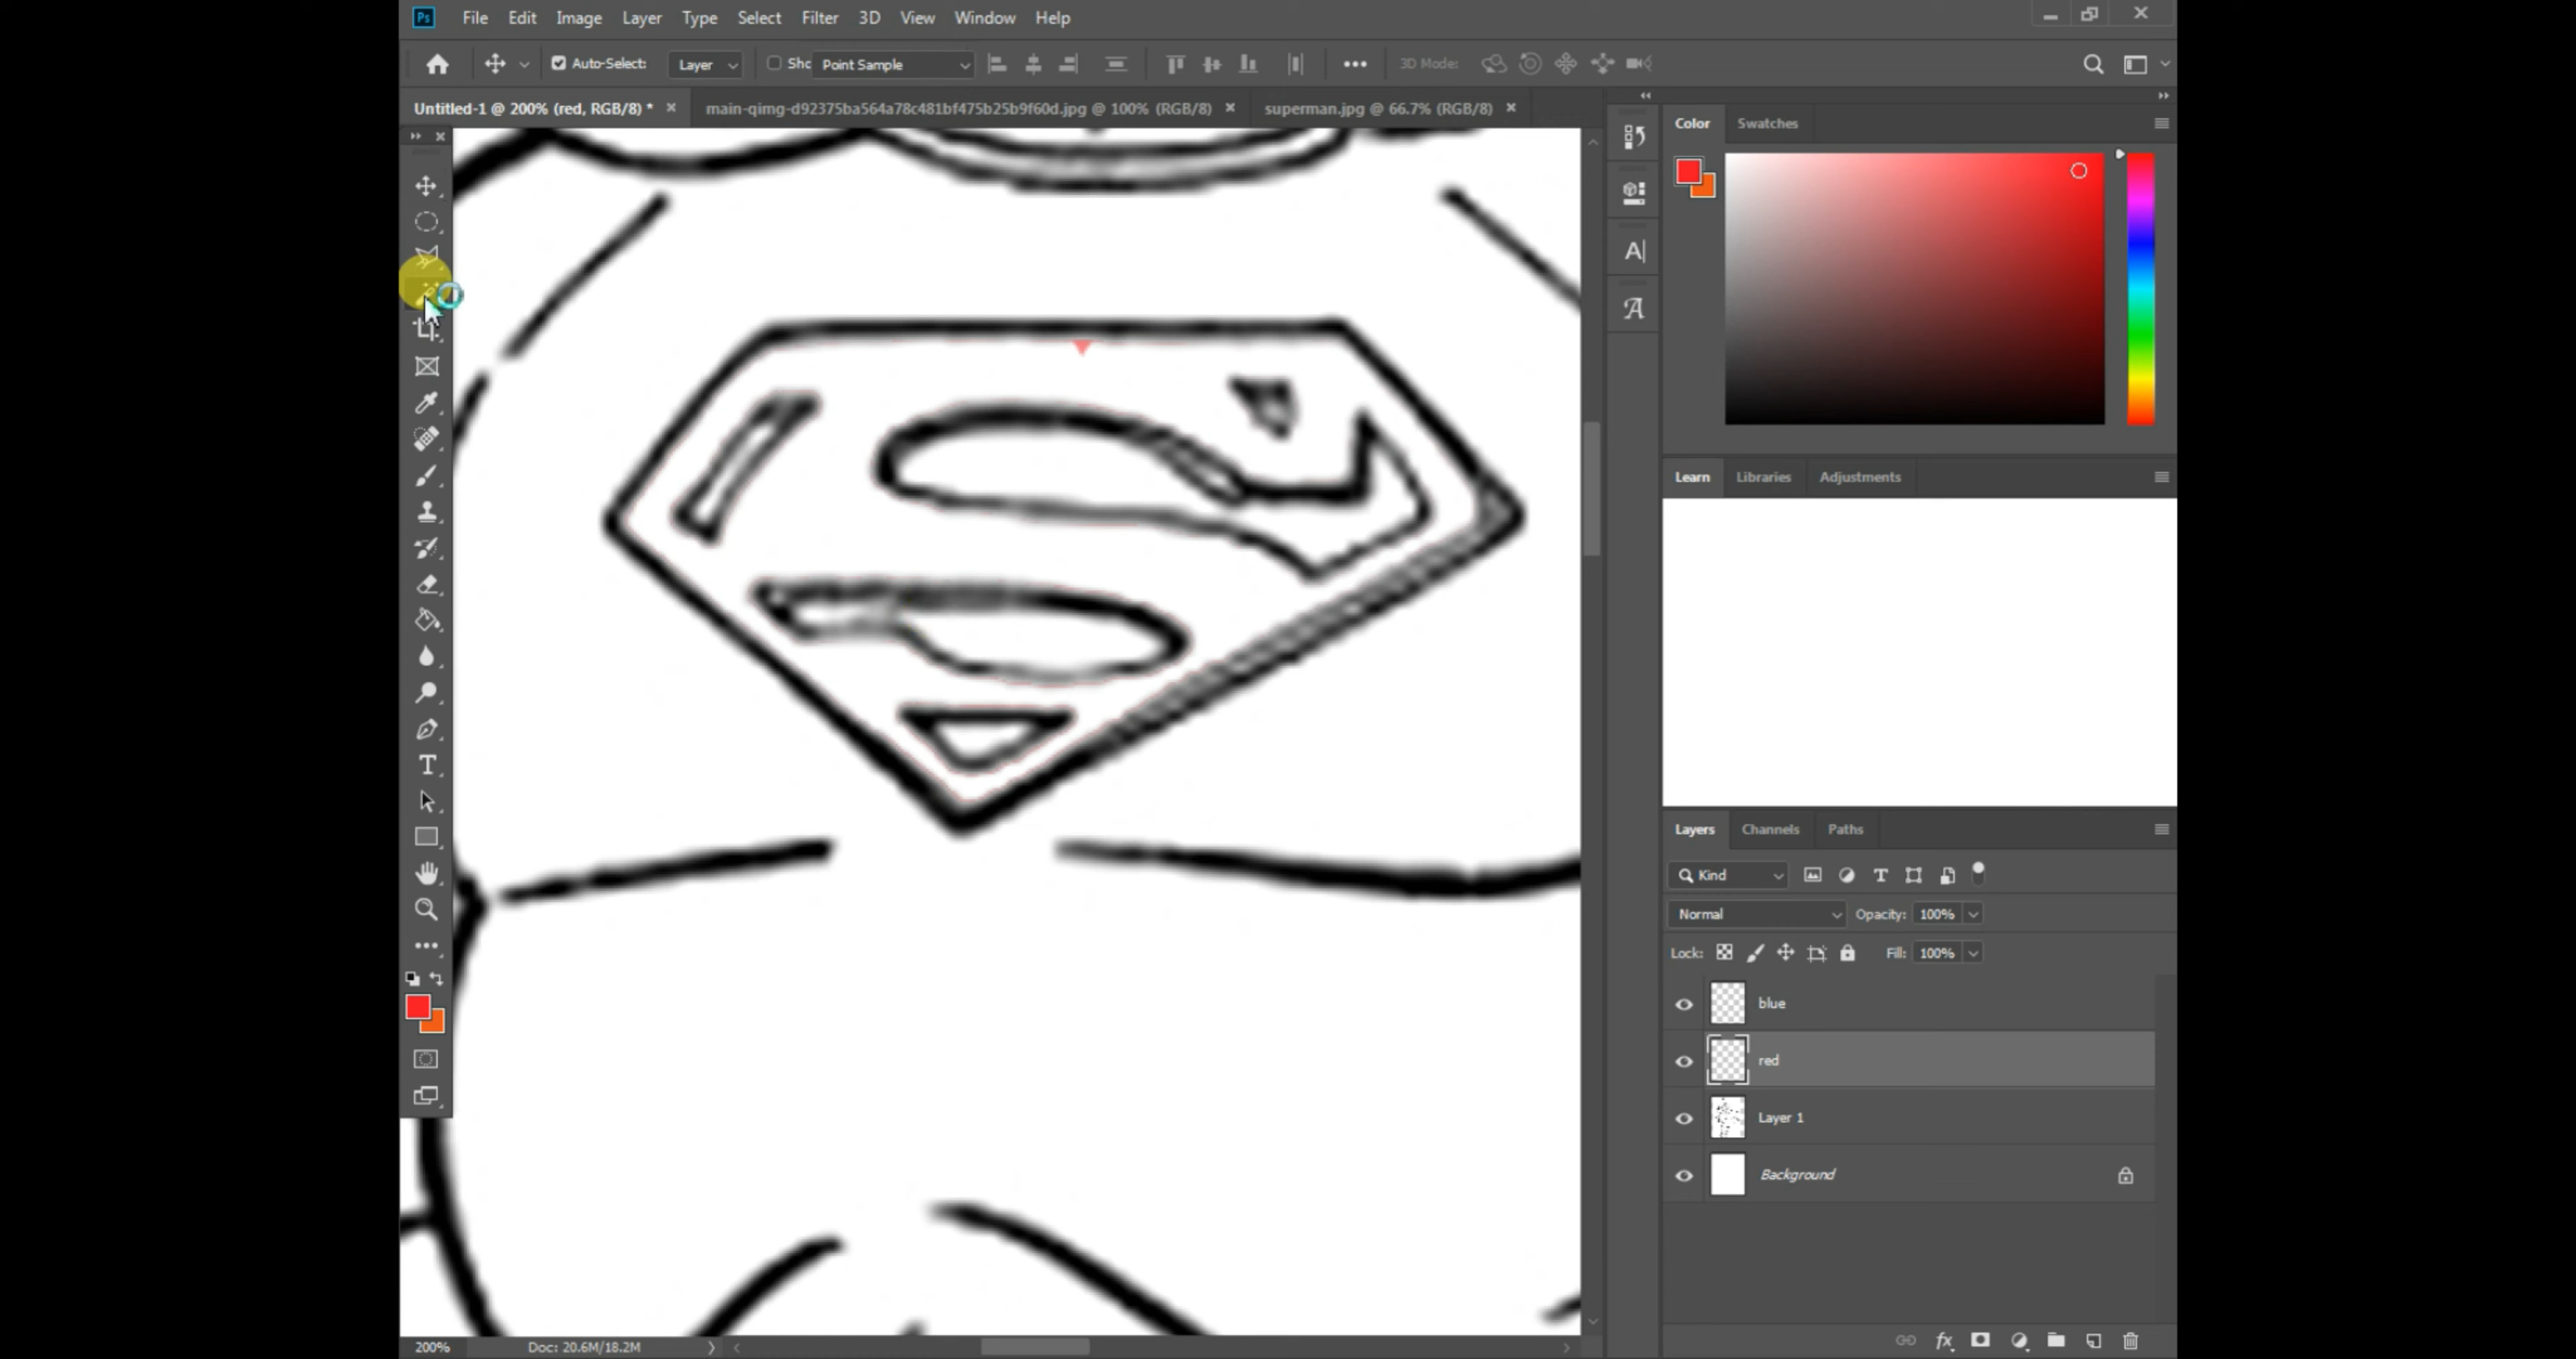 Ps File Edit Image Layer Type Select Filter 3D View Window Help
Auto-Select: Layer Shc Point Sample 3D Mode:
Untitled-1 @ 200% (red, RGB/8) * main-qimg-d92375ba564a78c481bf475b25b9f60d.jpg @ 100% (RGB/8) superman.jpg @ 66.7% (RGB/8)
Color Swatches
Learn Libraries Adjustments
Layers Channels Paths
Kind
Normal Opacity: 100%
Lock: Fill: 100%
blue
red
Layer 1
Background
200% Doc: 20.6M/18.2M